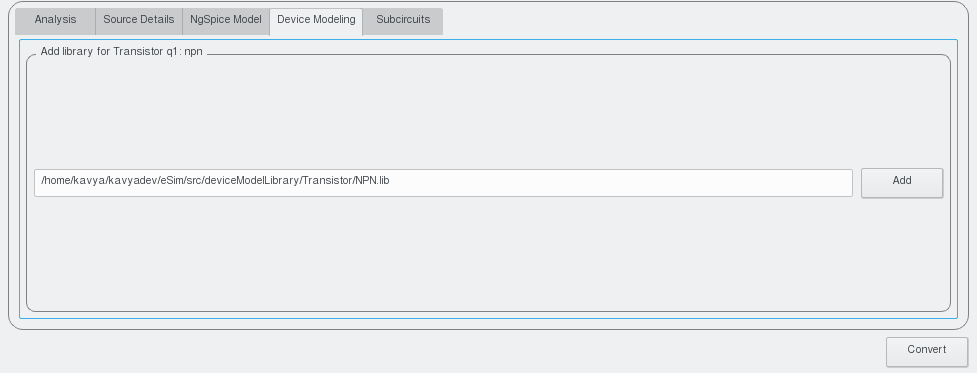 Analysis Source Details NgSpice Model Device Modeling Subcircuits
Add library for Transistor q1: npn
/home/kavya/kavyadev/eSim/src/deviceModelLibrary/Transistor/NPN.lib Add
Convert